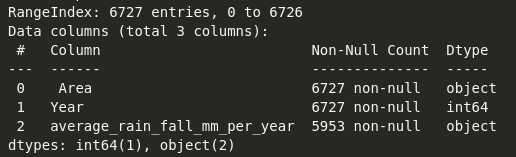 RangeIndex: 6727 entries, 0 to 6726
Data columns (total 3 columns):
 #   Column                         Non-Null Count  Dtype
---  ------                         --------------  -----
 0    Area                          6727 non-null   object
 1   Year                           6727 non-null   int64
 2   average_rain_fall_mm_per_year  5953 non-null   object
dtypes: int64(1), object(2)